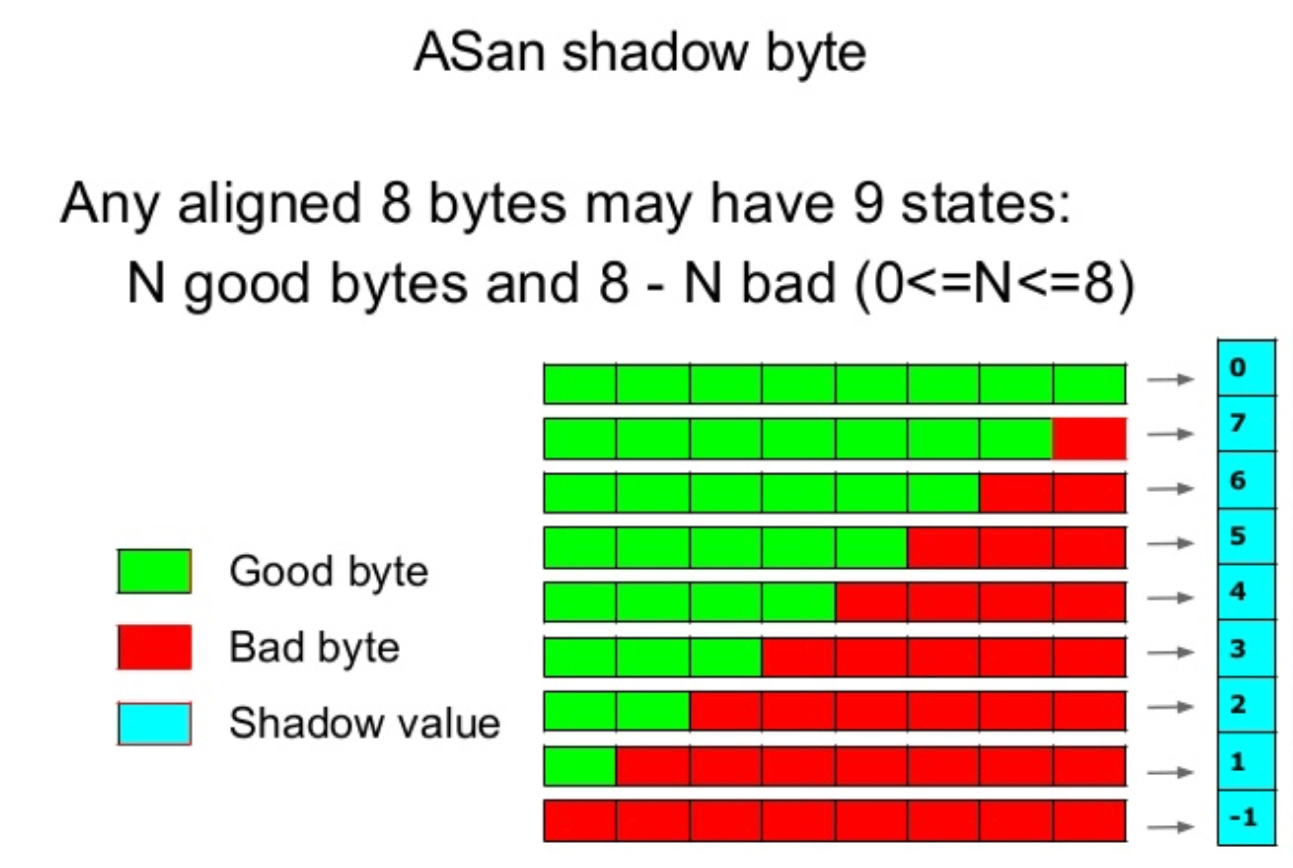 ASan shadow byte
Any aligned 8 bytes may have 9 states:
N good bytes and 8 - N bad (0<=N<=8)
0
7
6
5
4
3
2
1
-1
Good byte
Bad byte
Shadow value